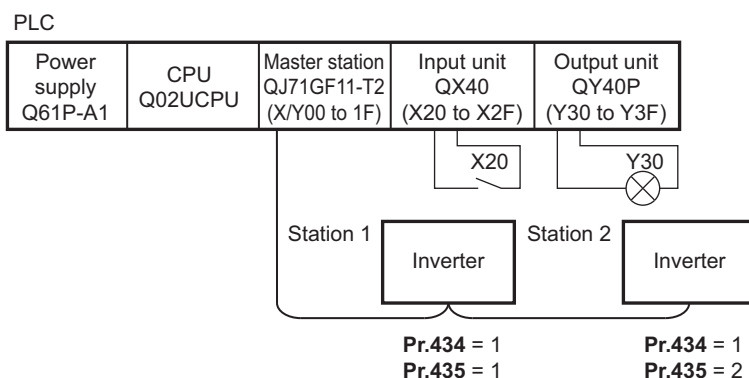 PLC
Power
supply
Q61P-A1
CPU
Q02UCPU
Master station
QJ71GF11-T2
(X/Y00 to 1F)
Input unit
QX40
(X20 to X2F)
Output unit
QY40P
(Y30 to Y3F)
X20
Y30
Station 1
Inverter
Station 2
Inverter
Pr.434 = 1
Pr.435 = 1
Pr.434 = 1
Pr.435 = 2